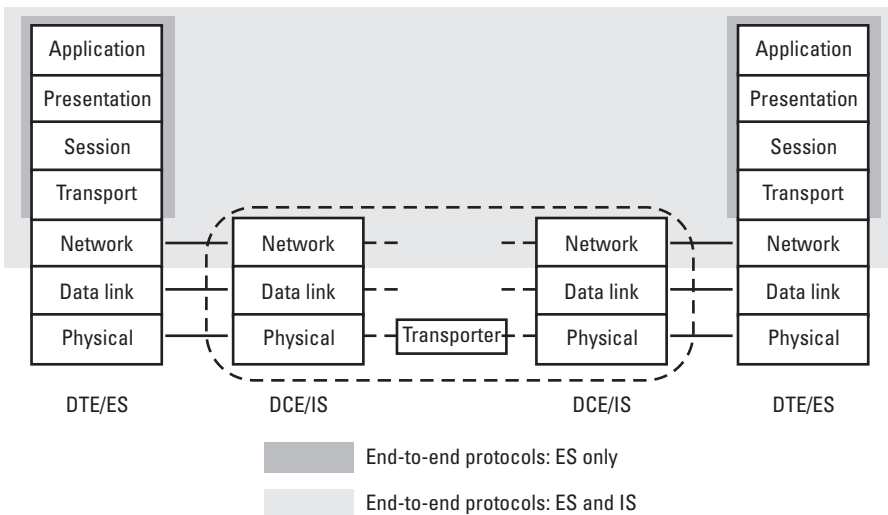 Application
Application
Presentation
Presentation
Session
Session
Transport
Transport
Network
Network
Network
Network
Data link
Data link
Data link
Data link
Physical
Physical
Transporter
Physical
Physical
DTE/ES
DCE/IS
DCE/IS
DTE/ES
End-to-end protocols: ES only
End-to-end protocols: ES and IS